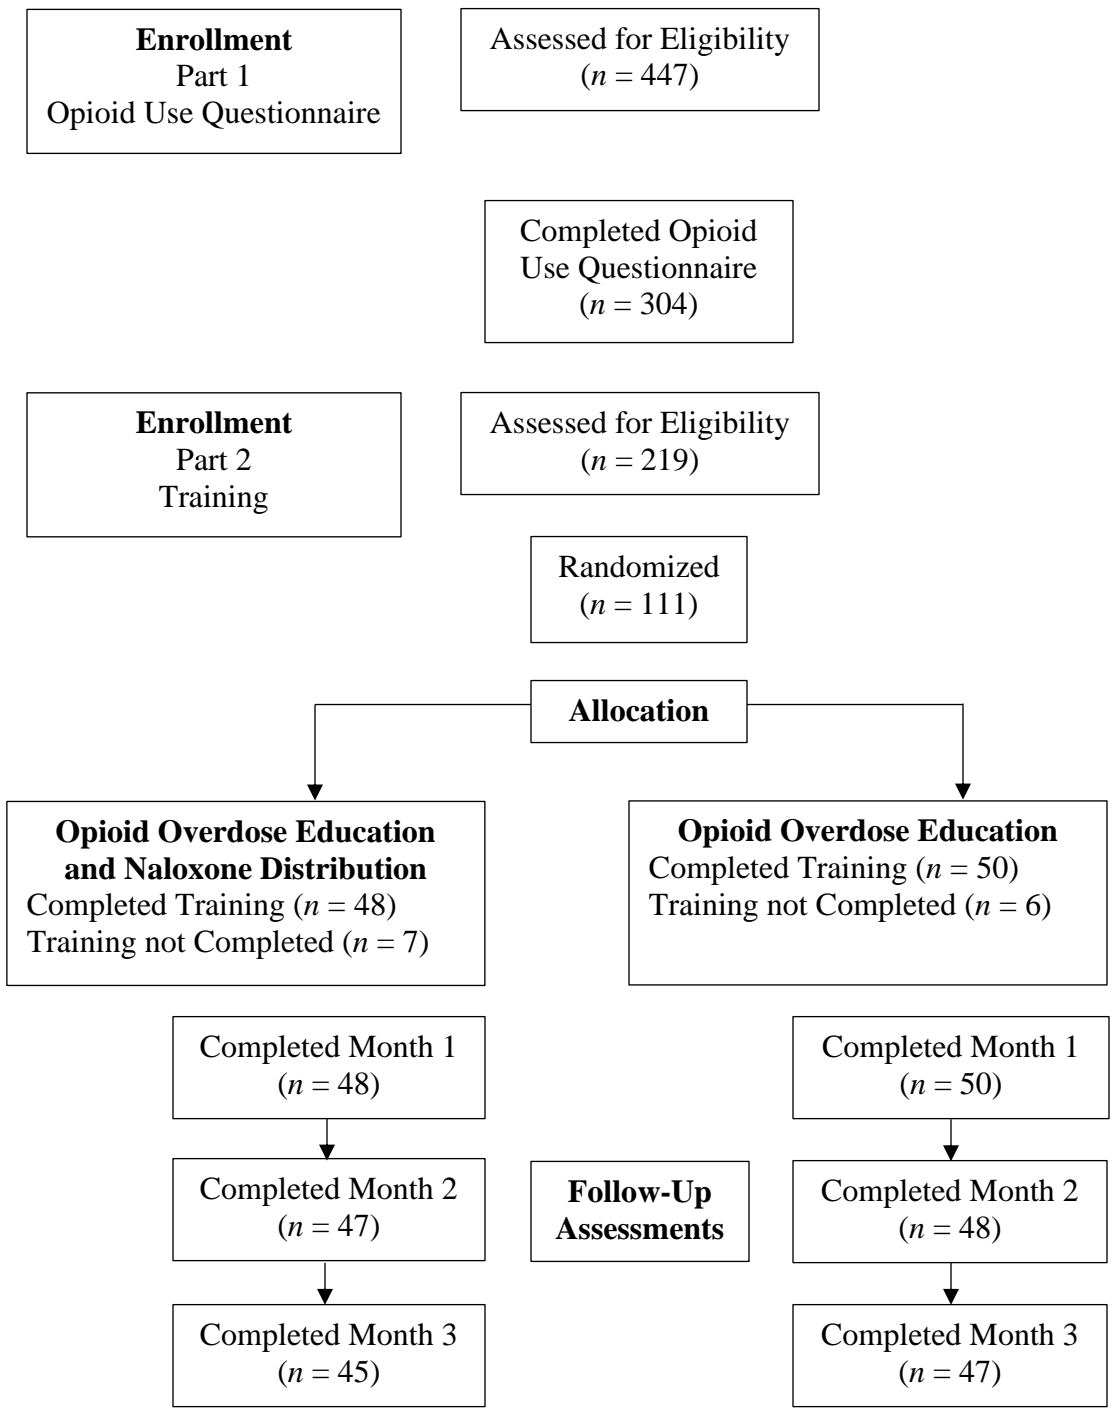 Enrollment
Part 1
Opioid Use Questionnaire
Assessed for Eligibility
(n = 447)
Completed Opioid
Use Questionnaire
(n = 304)
Enrollment
Part 2
Training
Assessed for Eligibility
(n = 219)
Randomized
(n = 111)
Allocation
Opioid Overdose Education
and Naloxone Distribution
Completed Training (n = 48)
Training not Completed (n = 7)
Opioid Overdose Education
Completed Training (n = 50)
Training not Completed (n = 6)
Completed Month 1
(n = 48)
Completed Month 1
(n = 50)
Completed Month 2
(n = 47)
Follow-Up
Assessments
Completed Month 2
(n = 48)
Completed Month 3
(n = 45)
Completed Month 3
(n = 47)